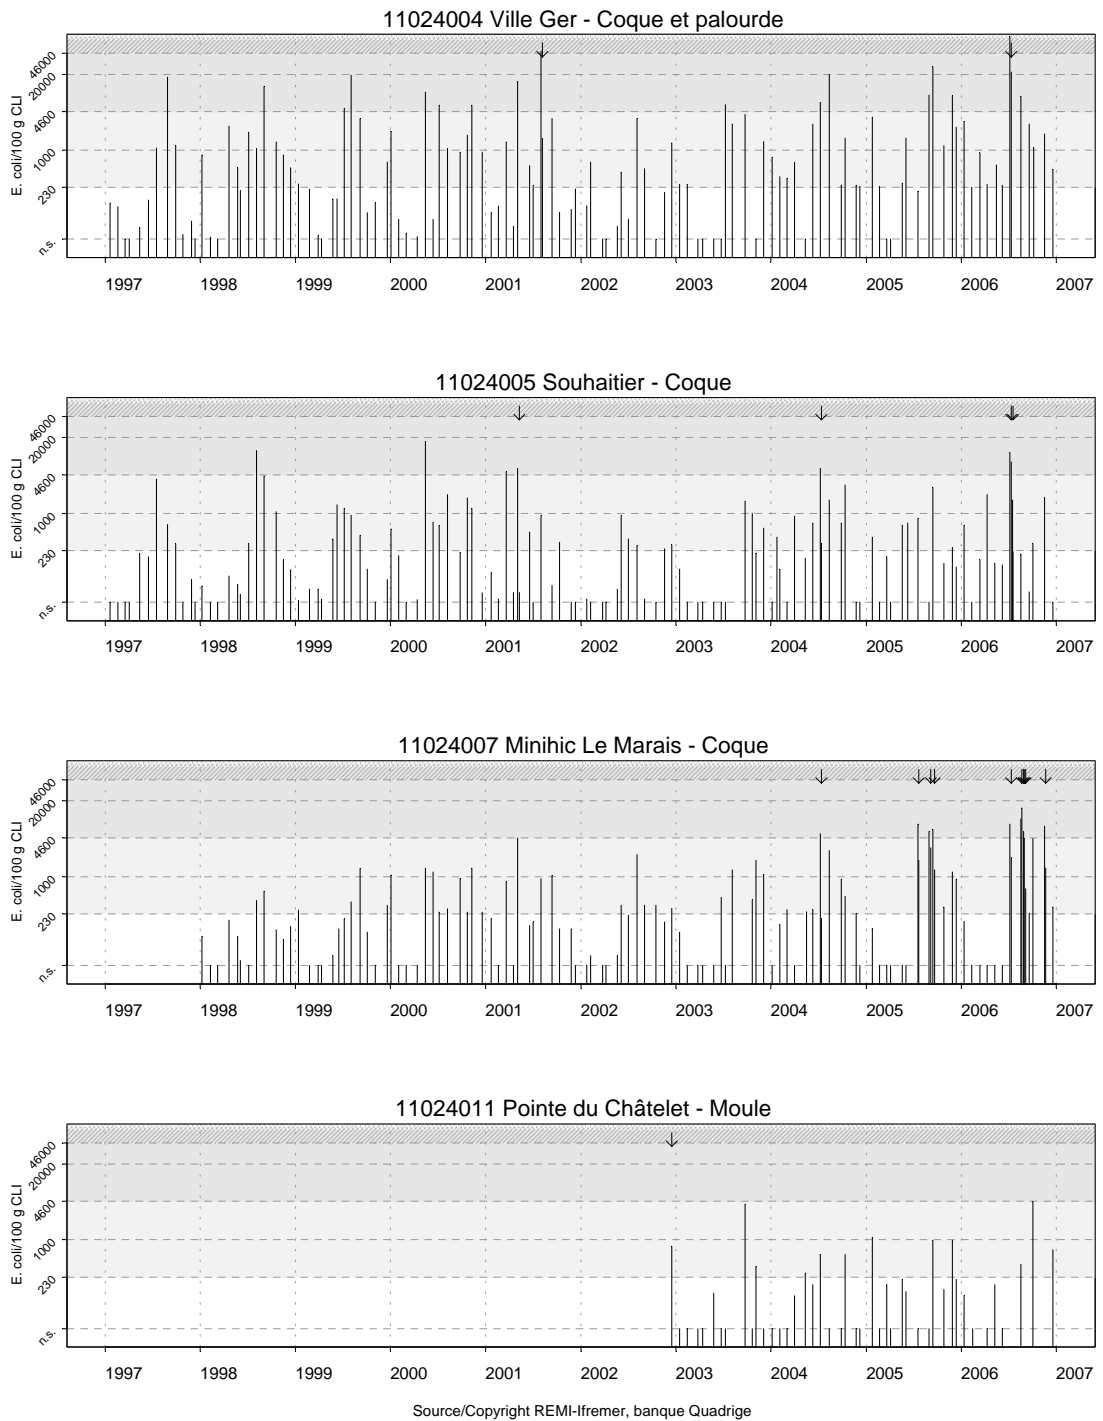 11024004 Ville Ger - Coque et palourde
E. coli/100 g CLI
46000
20000
4600
1000
230
n.s.
1997 1998 1999 2000 2001 2002 2003 2004 2005 2006 2007
11024005 Souhaitier - Coque
E. coli/100 g CLI
46000
20000
4600
1000
230
n.s.
1997 1998 1999 2000 2001 2002 2003 2004 2005 2006 2007
11024007 Minihic Le Marais - Coque
E. coli/100 g CLI
46000
20000
4600
1000
230
n.s.
1997 1998 1999 2000 2001 2002 2003 2004 2005 2006 2007
11024011 Pointe du Châtelet - Moule
E. coli/100 g CLI
46000
20000
4600
1000
230
n.s.
1997 1998 1999 2000 2001 2002 2003 2004 2005 2006 2007
Source/Copyright REMI-Ifremer, banque Quadrige